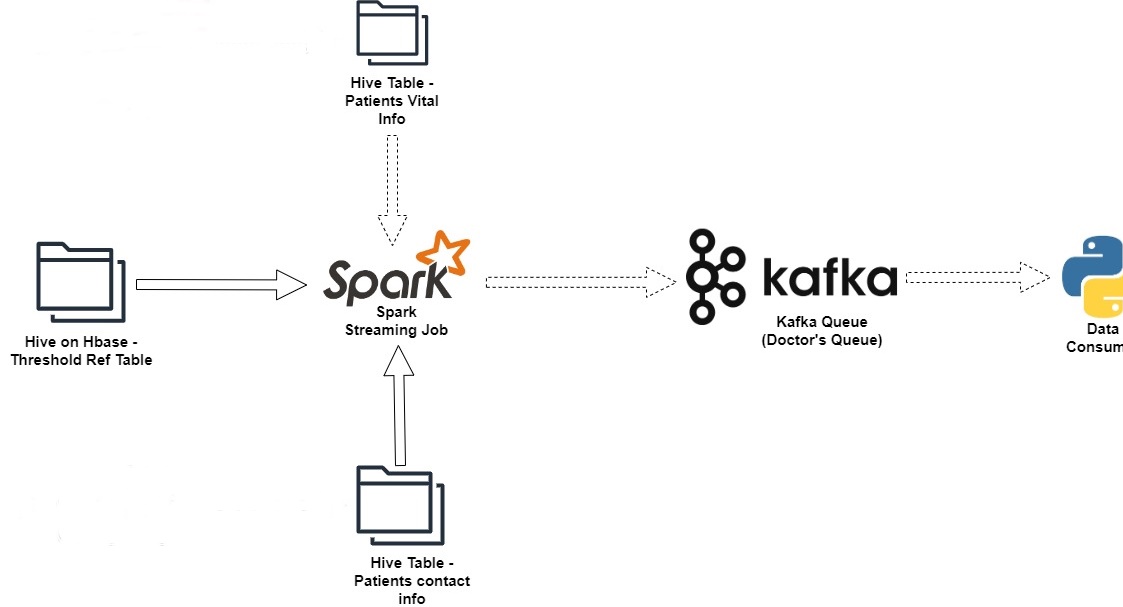 Hive Table -
Patients Vital
Info
Spark
Spark
Streaming Job
Hive on Hbase -
Threshold Ref Table
kafka
Kafka Queue
(Doctor's Queue)
Data
Consum
Hive Table -
Patients contact
info